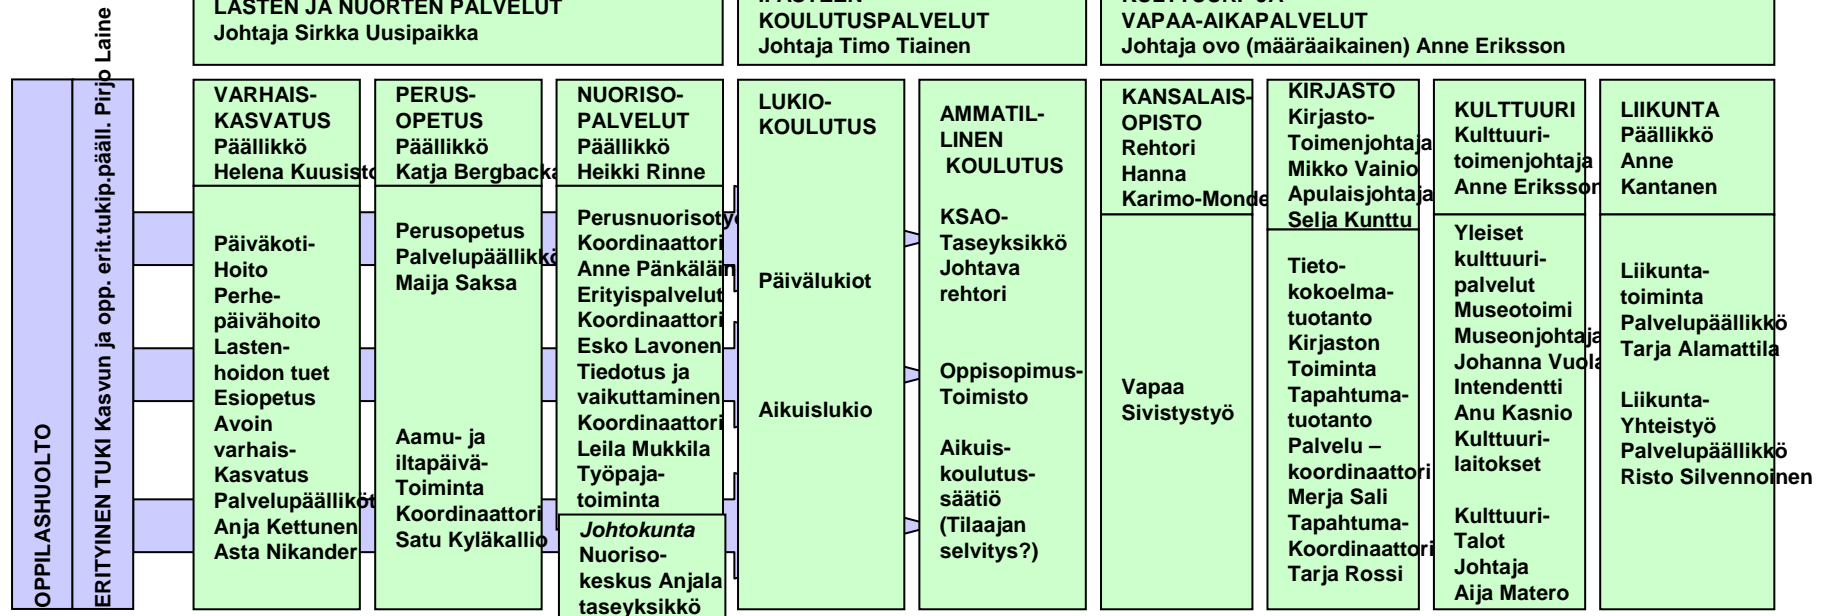 LASTEN JA NUORTEN PALVELUT
Johtaja Sirkka Uusipaikka
KOULUTUSPALVELUT
Johtaja Timo Tiainen
VAPAA-AIKAPALVELUT
Johtaja ovo (määräaikainen) Anne Eriksson
OPPILASHUOLTO
ERITYINEN TUKI Kasvun ja opp. erit.tukip.pääll. Pirjo Laine
VARHAIS-
KASVATUS
Päällikkö
Helena Kuusisto
Päiväkoti-
Hoito
Perhe-
päivähoito
Lasten-
hoidon tuet
Esiopetus
Avoin
varhais-
Kasvatus
Palvelupäälliköt
Anja Kettunen
Asta Nikander
PERUS-
OPETUS
Päällikkö
Katja Bergbacka
Perusopetus
Palvelupäällikkö
Maija Saksa
Aamu- ja
iltapäivä-
Toiminta
Koordinaattori
Satu Kyläkallio
NUORISO-
PALVELUT
Päällikkö
Heikki Rinne
Perusnuorisotyö
Koordinaattori
Anne Pänkäläin
Erityispalvelut
Koordinaattori
Esko Lavonen
Tiedotus ja
vaikuttaminen
Koordinaattori
Leila Mukkila
Työpaja-
toiminta
Johtokunta
Nuoriso-
keskus Anjala
taseyksikkö
LUKIO-
KOULUTUS
Päivälukiot
Aikuislukio
AMMATIL-
LINEN
KOULUTUS
KSAO-
Taseyksikkö
Johtava
rehtori
Oppisopimus-
Toimisto
Aikuis-
koulutus-
säätiö
(Tilaajan
selvitys?)
KANSALAIS-
OPISTO
Rehtori
Hanna
Karimo-Monde
Vapaa
Sivistystyö
KIRJASTO
Kirjasto-
Toimenjohtaja
Mikko Vainio
Apulaisjohtaja
Selja Kunttu
Tieto-
kokoelma-
tuotanto
Kirjaston
Toiminta
Tapahtuma-
tuotanto
Palvelu –
koordinaattori
Merja Sali
Tapahtuma-
Koordinaattori
Tarja Rossi
KULTTUURI
Kulttuuri-
toimenjohtaja
Anne Eriksson
Yleiset
kulttuuri-
palvelut
Museotoimi
Museonjohtaja
Johanna Vuola
Intendentti
Anu Kasnio
Kulttuuri-
laitokset
Kulttuuri-
Talot
Johtaja
Aija Matero
LIIKUNTA
Päällikkö
Anne
Kantanen
Liikunta-
toiminta
Palvelupäällikkö
Tarja Alamattila
Liikunta-
Yhteistyö
Palvelupäällikkö
Risto Silvennoinen